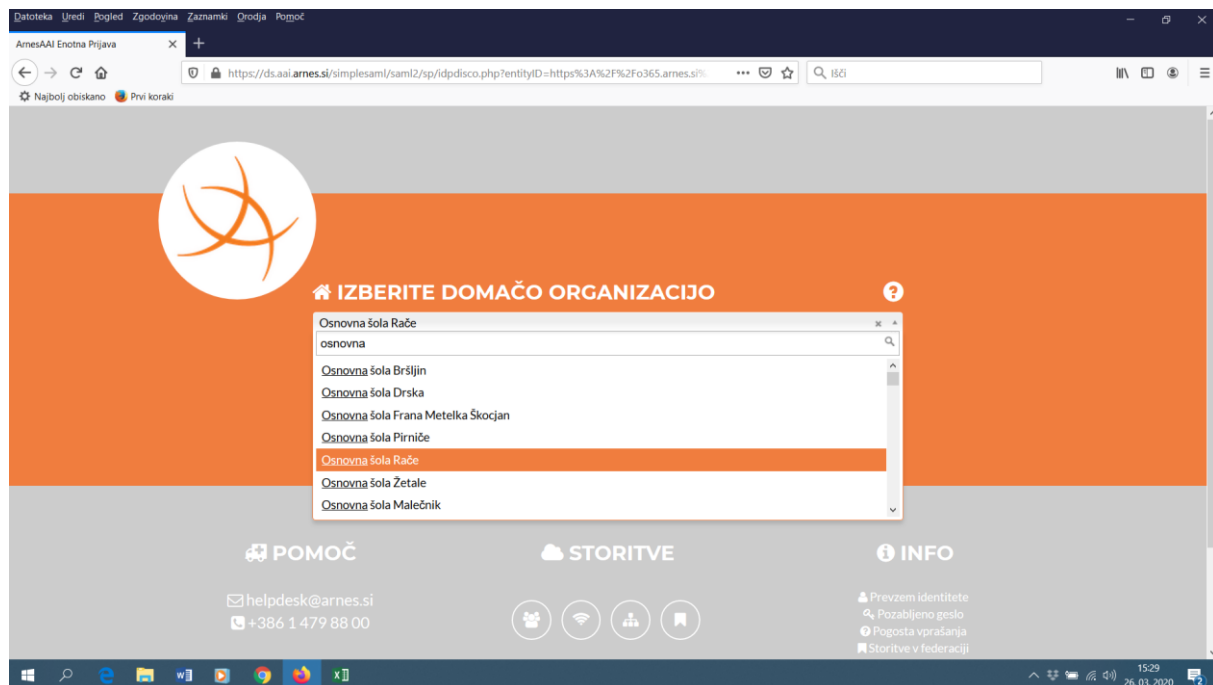 Datoteka Uredi Pogled Zgodovina Zaznamki Orodja Pomoč
ArnesAAI Enotna Prijava
https://ds.aai.arnes.si/simplesaml/saml2/sp/idpdisco.php?entityID=https%3A%2F%2Fo365.arnes.si%
Išči
Najbolj obiskano Prvi koraki
IZBERITE DOMAČO ORGANIZACIJO
Osnovna šola Rače
osnovna
Osnovna šola Bršljin
Osnovna šola Drska
Osnovna šola Frana Metelka Škocjan
Osnovna šola Pirniče
Osnovna šola Rače
Osnovna šola Žetale
Osnovna šola Malečnik
POMOČ
helpdesk@arnes.si
+386 1 479 88 00
STORITVE
INFO
Prevzem identitete
Pozabljeno geslo
Pogosta vprašanja
Storitve v federaciji
15:29
26. 03. 2020